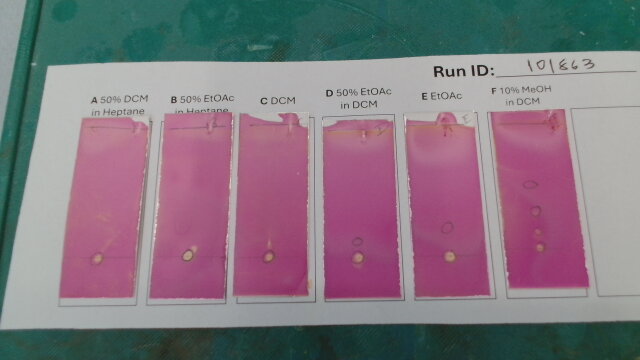 Run ID: 101863
A 50% DCM
in Heptane
B 50% EtOAc
in Heptane
C DCM
D 50% EtOAc
in DCM
E EtOAc
F 10% MeOH
in DCM